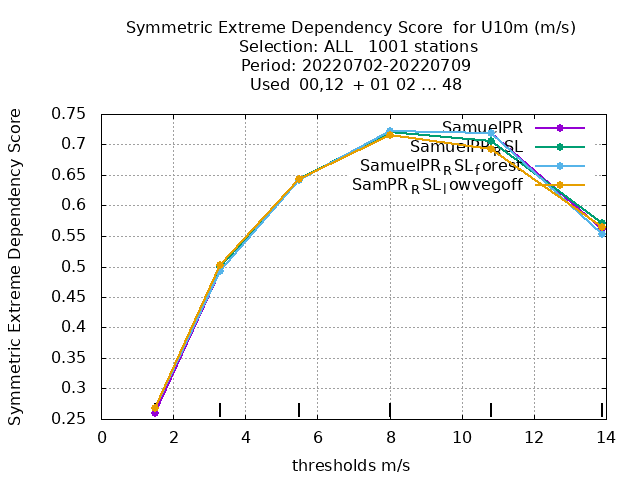 Symmetric Extreme Dependency Score  for U10m (m/s)
Selection: ALL   1001 stations
Period: 20220702-20220709
Used  00,12  + 01 02 ... 48
Symmetric Extreme Dependency Score
0.75
0.7
0.65
0.6
0.55
0.5
0.45
0.4
0.35
0.3
0.25
SamuelPR
SamuelPR_RSL
SamuelPR_RSL_forest
SamPR_RSL_lowvegoff
0 2 4 6 8 10 12 14
thresholds m/s